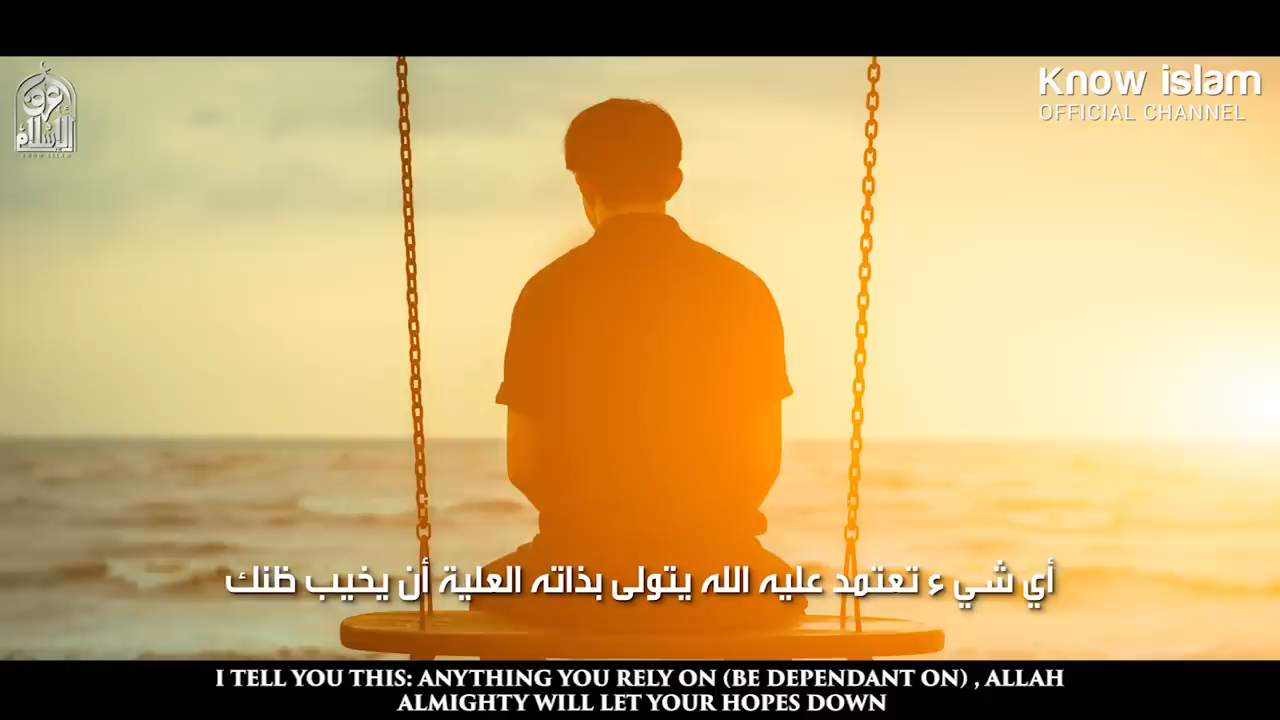 Know islam
OFFICIAL CHANNEL
أي شي ء تعتمد عليه الله يتولى بذاته العلية أن يخيب ظنك
I TELL YOU THIS: ANYTHING YOU RELY ON (BE DEPENDANT ON) , ALLAH
ALMIGHTY WILL LET YOUR HOPES DOWN